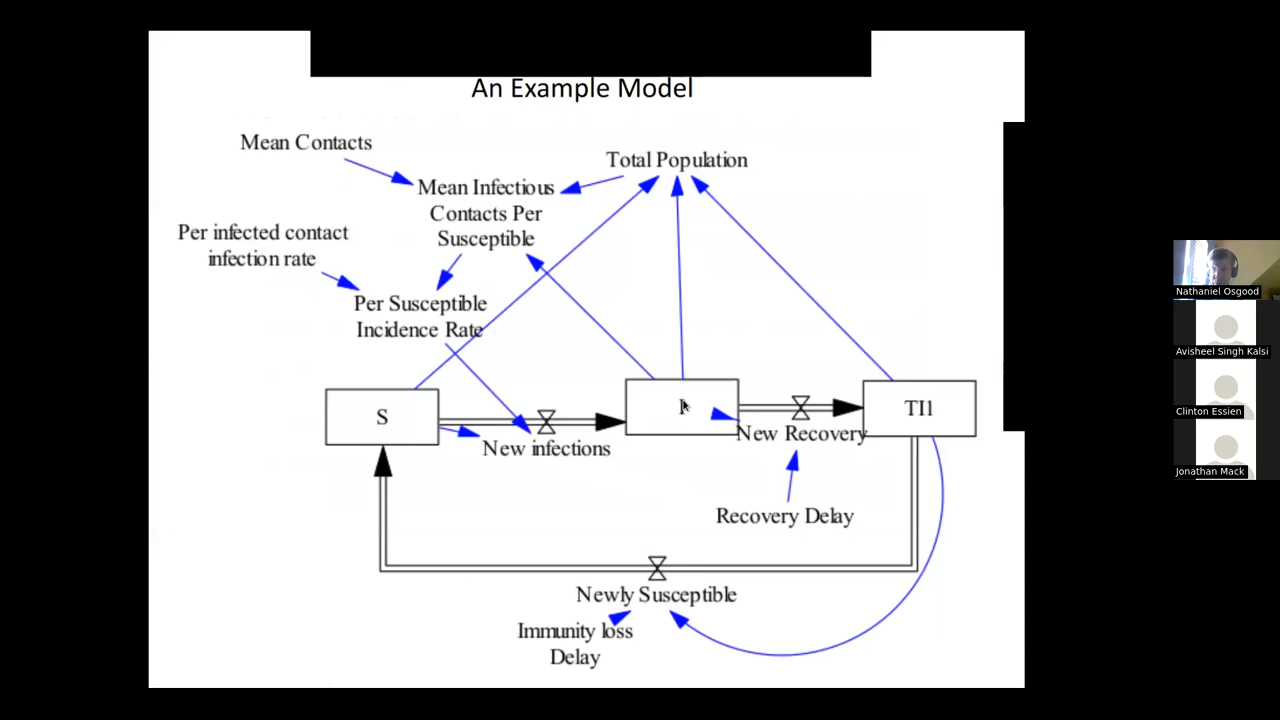 An Example Model
Mean Contacts
Total Population
Mean Infectious
Contacts Per
Susceptible
Per infected contact
infection rate
Per Susceptible
Incidence Rate
S
I
TI1
New infections
New Recovery
Recovery Delay
Newly Susceptible
Immunity loss
Delay
Nathaniel Osgood
Avisheel Singh Kalsi
Clinton Essien
Jonathan Mack